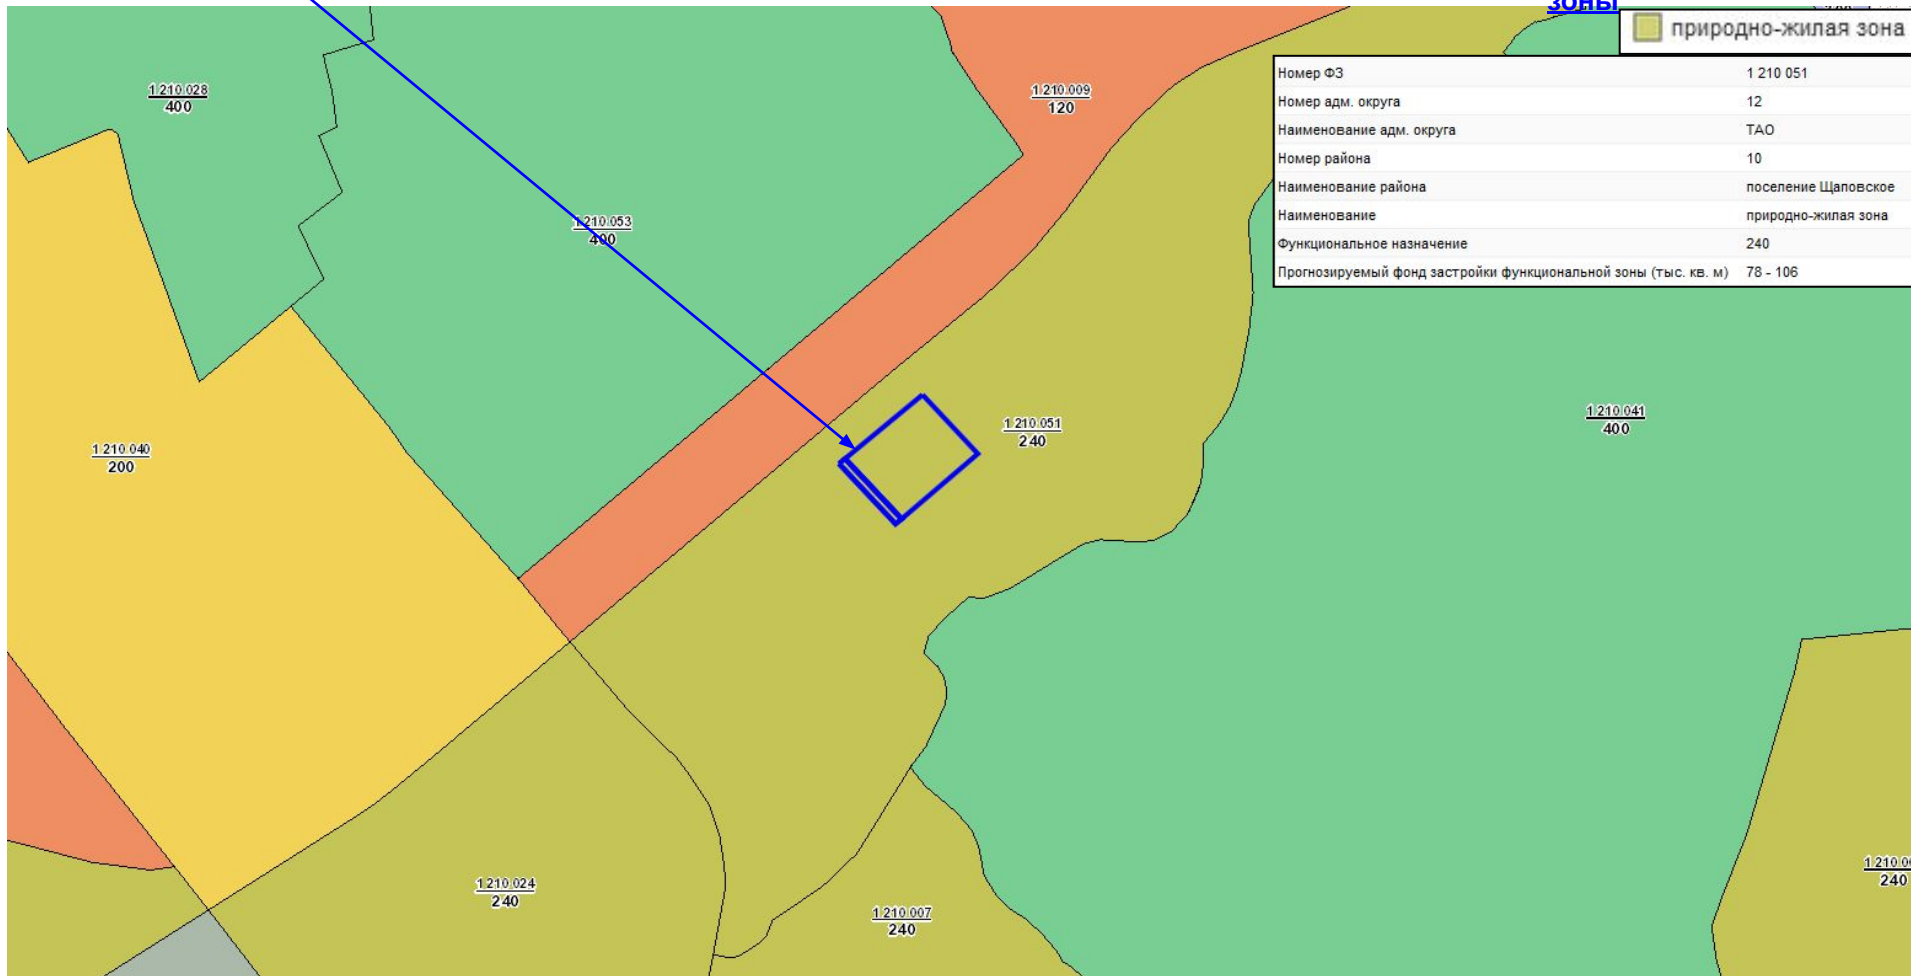 зоны
природно-жилая зона
Номер ФЗ 1 210 051
Номер адм. округа 12
Наименование адм. округа ТАО
Номер района 10
Наименование района поселение Щаповское
Наименование природно-жилая зона
Функциональное назначение 240
Прогнозируемый фонд застройки функциональной зоны (тыс. кв. м) 78 - 106
1 210 028
400
1 210 009
120
1 210 053
400
1 210 051
240
1 210 041
400
1 210 040
200
1 210 024
240
1 210 007
240
240